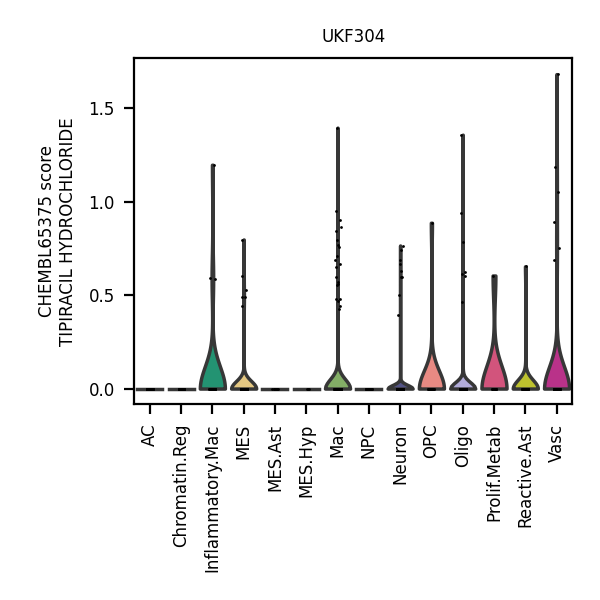 UKF304
CHEMBL65375 score
TIPIRACIL HYDROCHLORIDE
1.5
1.0
0.5
0.0
AC
Chromatin.Reg
Inflammatory.Mac
MES
MES.Ast
MES.Hyp
Mac
NPC
Neuron
OPC
Oligo
Prolif.Metab
Reactive.Ast
Vasc